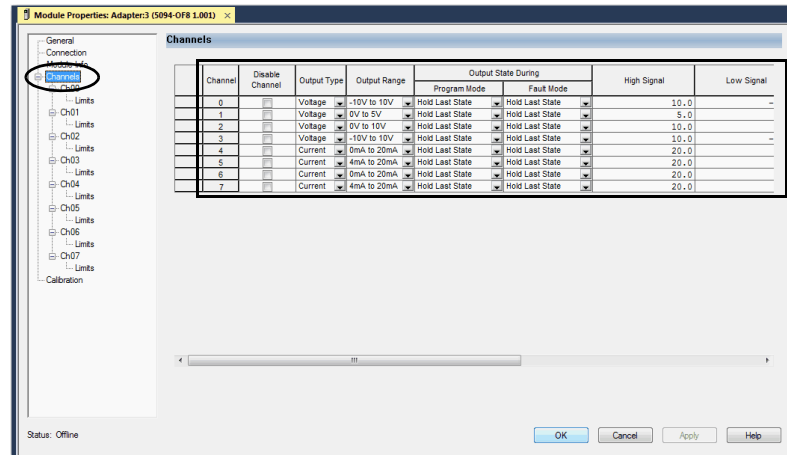 Module Properties: Adapter:3 (5094-OF8 1.001) ×
General
Connection
Module Info
Channels
Ch00
Limits
Ch01
Limits
Ch02
Limits
Ch03
Limits
Ch04
Limits
Ch05
Limits
Ch06
Limits
Ch07
Limits
Calibration
Channels
Channel Disable Channel Output Type Output Range Output State During High Signal Low Signal
Program Mode Fault Mode
0 Voltage -10V to 10V Hold Last State Hold Last State 10.0 -
1 Voltage 0V to 5V Hold Last State Hold Last State 5.0
2 Voltage 0V to 10V Hold Last State Hold Last State 10.0
3 Voltage -10V to 10V Hold Last State Hold Last State 10.0 -
4 Current 0mA to 20mA Hold Last State Hold Last State 20.0
5 Current 4mA to 20mA Hold Last State Hold Last State 20.0
6 Current 0mA to 20mA Hold Last State Hold Last State 20.0
7 Current 4mA to 20mA Hold Last State Hold Last State 20.0
Status: Offline
OK Cancel Apply Help